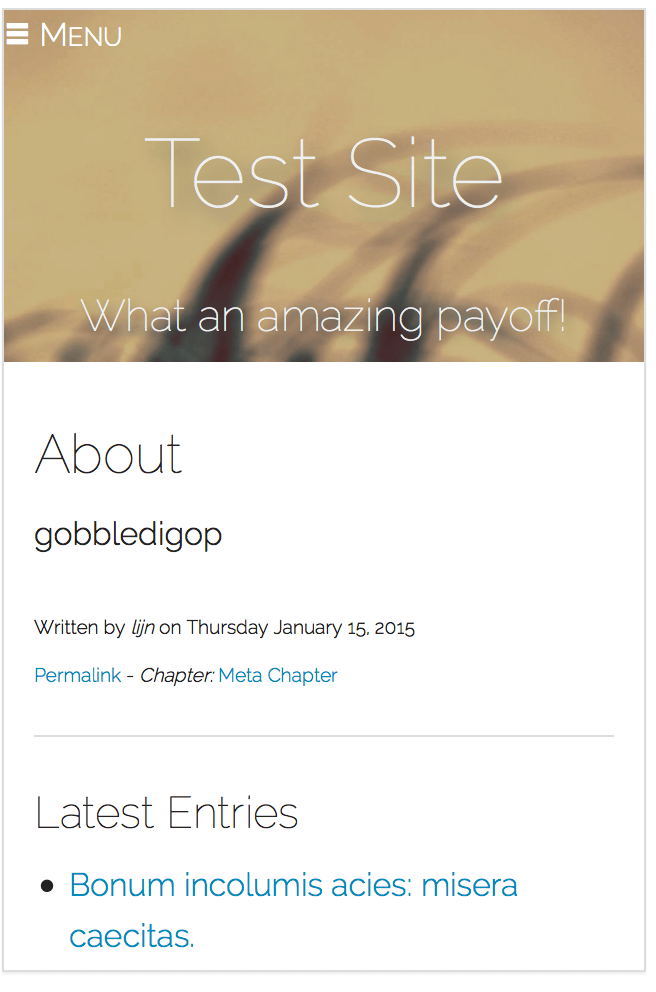 MENU
Test Site
What an amazing payoff!
About
gobbledigop
Written by lijn on Thursday January 15, 2015
Permalink - Chapter: Meta Chapter
Latest Entries
Bonum incolumis acies: misera
caecitas.